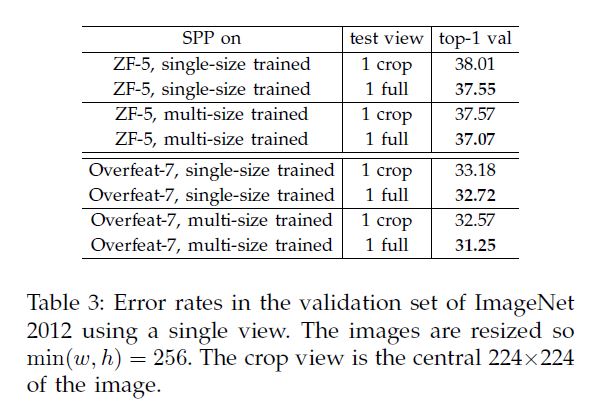 SPP on test view top-1 val
ZF-5, single-size trained 1 crop 38.01
ZF-5, single-size trained 1 full 37.55
ZF-5, multi-size trained 1 crop 37.57
ZF-5, multi-size trained 1 full 37.07
Overfeat-7, single-size trained 1 crop 33.18
Overfeat-7, single-size trained 1 full 32.72
Overfeat-7, multi-size trained 1 crop 32.57
Overfeat-7, multi-size trained 1 full 31.25
Table 3: Error rates in the validation set of ImageNet
2012 using a single view. The images are resized so
min(w, h) = 256. The crop view is the central 224×224
of the image.